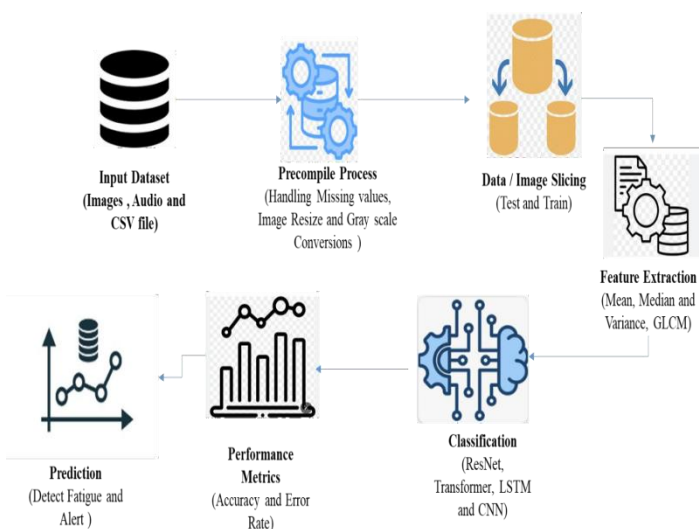 Input Dataset
(Images , Audio and
CSV file)
Precompile Process
(Handling Missing values,
Image Resize and Gray scale
Conversions )
Data / Image Slicing
(Test and Train)
Feature Extraction
(Mean, Median and
Variance, GLCM)
Classification
(ResNet,
Transformer, LSTM
and CNN)
Performance
Metrics
(Accuracy and Error
Rate)
Prediction
(Detect Fatigue and
Alert )